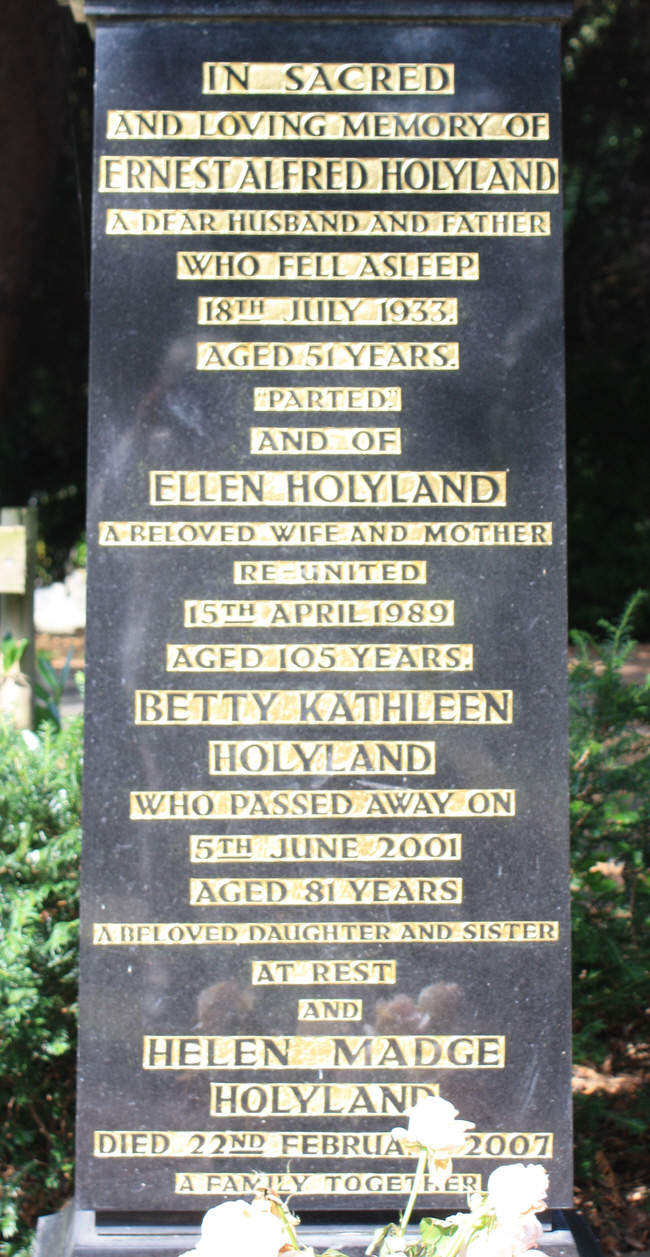 IN SACRED
AND LOVING MEMORY OF
ERNEST ALFRED HOLYLAND
A DEAR HUSBAND AND FATHER
WHO FELL ASLEEP
18TH JULY 1933.
AGED 51 YEARS.
"PARTED."
AND OF
ELLEN HOLYLAND
A BELOVED WIFE AND MOTHER
RE-UNITED
15TH APRIL 1989
AGED 105 YEARS.
BETTY KATHLEEN
HOLYLAND
WHO PASSED AWAY ON
5TH JUNE 2001
AGED 81 YEARS
A BELOVED DAUGHTER AND SISTER
AT REST
AND
HELEN MADGE
HOLYLAND
DIED 22ND FEBRUARY 2007
A FAMILY TOGETHER